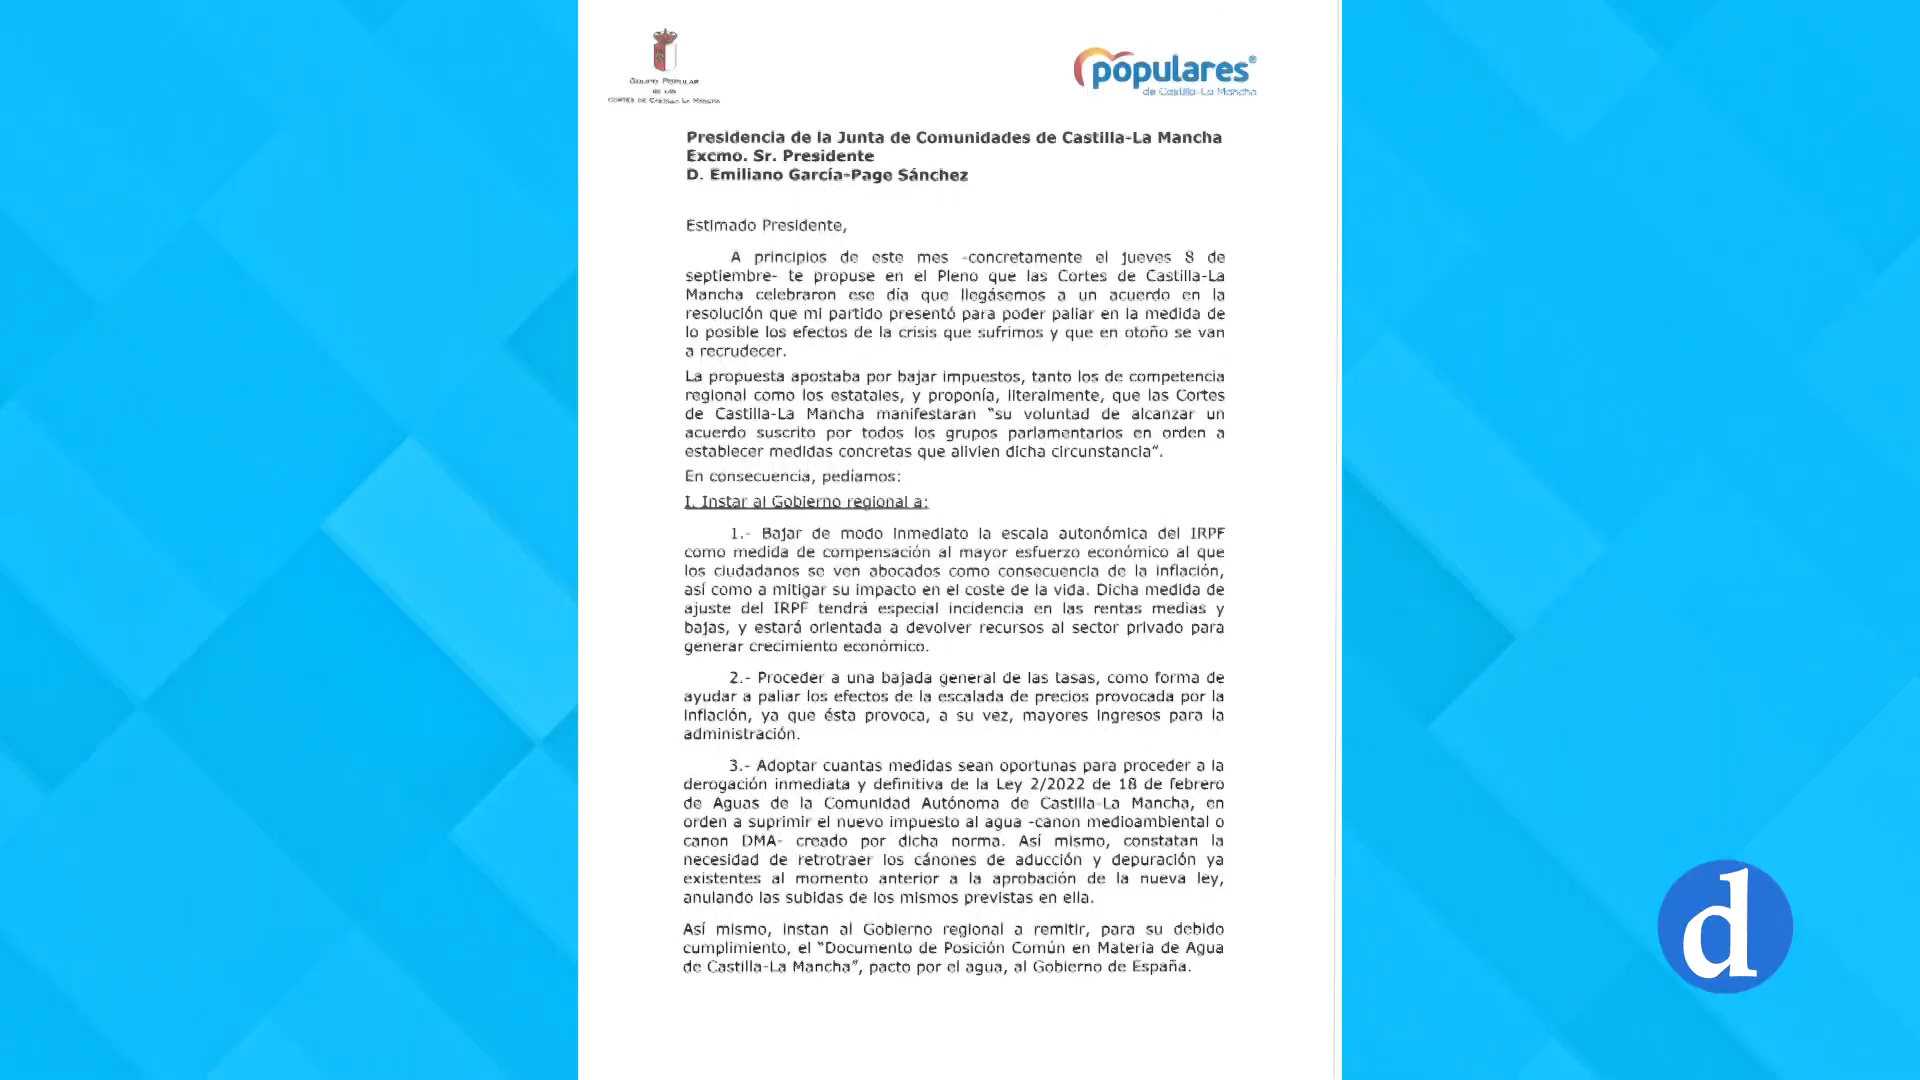 GRUPO POPULAR
DE LAS
CORTES DE CASTILLA-LA MANCHA
populares®
de Castilla-La Mancha
Presidencia de la Junta de Comunidades de Castilla-La Mancha
Excmo. Sr. Presidente
D. Emiliano García-Page Sánchez
Estimado Presidente,
A principios de este mes -concretamente el jueves 8 de
septiembre- te propuse en el Pleno que las Cortes de Castilla-La
Mancha celebraron ese día que llegásemos a un acuerdo en la
resolución que mi partido presentó para poder paliar en la medida de
lo posible los efectos de la crisis que sufrimos y que en otoño se van
a recrudecer.
La propuesta apostaba por bajar impuestos, tanto los de competencia
regional como los estatales, y proponía, literalmente, que las Cortes
de Castilla-La Mancha manifestaran “su voluntad de alcanzar un
acuerdo suscrito por todos los grupos parlamentarios en orden a
establecer medidas concretas que alivien dicha circunstancia”.
En consecuencia, pedíamos:
I. Instar al Gobierno regional a:
1.- Bajar de modo inmediato la escala autonómica del IRPF
como medida de compensación al mayor esfuerzo económico al que
los ciudadanos se ven abocados como consecuencia de la inflación,
así como a mitigar su impacto en el coste de la vida. Dicha medida de
ajuste del IRPF tendrá especial incidencia en las rentas medias y
bajas, y estará orientada a devolver recursos al sector privado para
generar crecimiento económico.
2.- Proceder a una bajada general de las tasas, como forma de
ayudar a paliar los efectos de la escalada de precios provocada por la
inflación, ya que ésta provoca, a su vez, mayores ingresos para la
administración.
3.- Adoptar cuantas medidas sean oportunas para proceder a la
derogación inmediata y definitiva de la Ley 2/2022 de 18 de febrero
de Aguas de la Comunidad Autónoma de Castilla-La Mancha, en
orden a suprimir el nuevo impuesto al agua -canon medioambiental o
canon DMA- creado por dicha norma. Así mismo, constatan la
necesidad de retrotraer los cánones de aducción y depuración ya
existentes al momento anterior a la aprobación de la nueva ley,
anulando las subidas de los mismos previstas en ella.
Así mismo, instan al Gobierno regional a remitir, para su debido
cumplimiento, el “Documento de Posición Común en Materia de Agua
de Castilla-La Mancha”, pacto por el agua, al Gobierno de España.
d